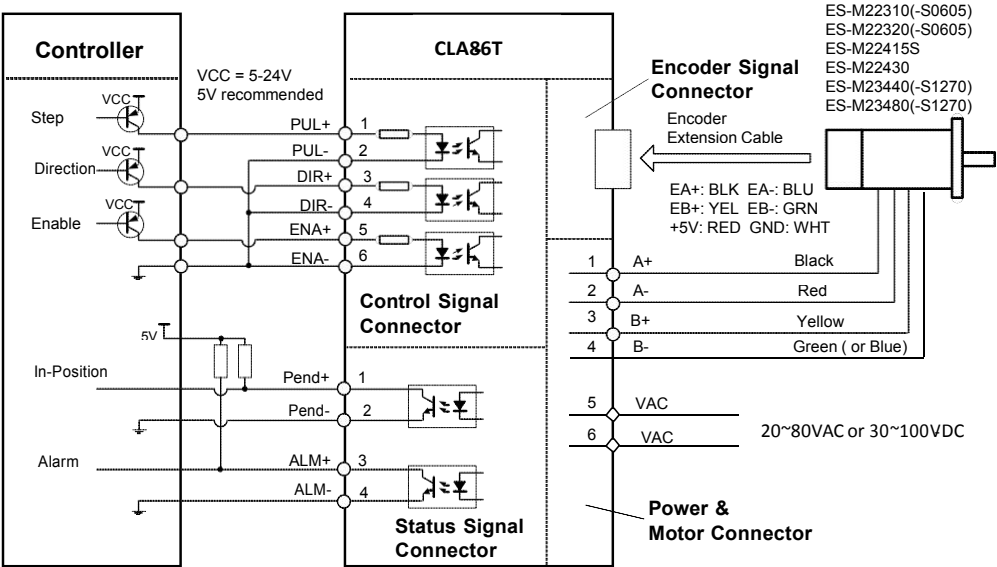 Controller
Step
VCC
Direction
VCC
Enable
VCC
5V
In-Position
Alarm
VCC = 5-24V
5V recommended
PUL+
PUL-
DIR+
DIR-
ENA+
ENA-
Pend+
Pend-
ALM+
ALM-
CLA86T
1
2
3
4
5
6
Control Signal
Connector
1
2
3
4
Status Signal
Connector
Encoder Signal
Connector
Encoder
Extension Cable
EA+: BLK EA-: BLU
EB+: YEL EB-: GRN
+5V: RED GND: WHT
ES-M22310(-S0605)
ES-M22320(-S0605)
ES-M22415S
ES-M22430
ES-M23440(-S1270)
ES-M23480(-S1270)
1 A+ Black
2 A- Red
3 B+ Yellow
4 B- Green ( or Blue)
5 VAC
6 VAC
20~80VAC or 30~100VDC
Power &
Motor Connector